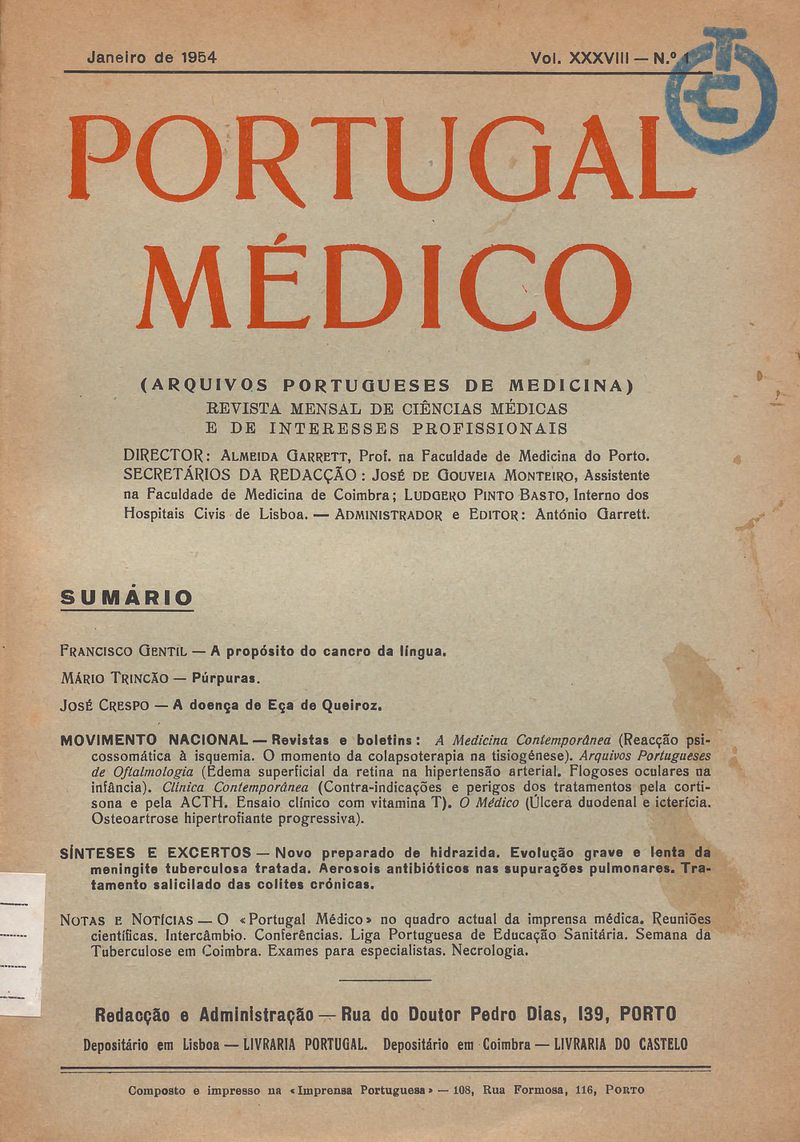 Janeiro de 1954 Vol. XXXVIII — N.º 1
PORTUGAL
MÉDICO
(ARQUIVOS PORTUGUESES DE MEDICINA)
REVISTA MENSAL DE CIÊNCIAS MÉDICAS
E DE INTERESSES PROFISSIONAIS
DIRECTOR: ALMEIDA GARRETT, Prof. na Faculdade de Medicina do Porto.
SECRETÁRIOS DA REDACÇÃO: JOSÉ DE GOUVEIA MONTEIRO, Assistente
na Faculdade de Medicina de Coimbra; LUDGERO PINTO BASTO, Interno dos
Hospitais Civis de Lisboa. — ADMINISTRADOR e EDITOR: António Garrett.
SUMÁRIO
FRANCISCO GENTIL — A propósito do cancro da língua.
MÁRIO TRINCÃO — Púrpuras.
JOSÉ CRESPO — A doença de Eça de Queiroz.
MOVIMENTO NACIONAL — Revistas e boletins: A Medicina Contemporânea (Reacção psi-
cossomática à isquemia. O momento da colapsoterapia na tisiogénese). Arquivos Portugueses
de Oftalmologia (Edema superficial da retina na hipertensão arterial. Flogoses oculares na
infância). Clínica Contemporânea (Contra-indicações e perigos dos tratamentos pela corti-
sona e pela ACTH. Ensaio clínico com vitamina T). O Médico (Úlcera duodenal e icterícia.
Osteoartrose hipertrofiante progressiva).
SÍNTESES E EXCERTOS — Novo preparado de hidrazida. Evolução grave e lenta da
meningite tuberculosa tratada. Aerosois antibióticos nas supurações pulmonares. Tra-
tamento salicilado das colites crónicas.
NOTAS E NOTÍCIAS — O «Portugal Médico» no quadro actual da imprensa médica. Reuniões
científicas. Intercâmbio. Conferências. Liga Portuguesa de Educação Sanitária. Semana da
Tuberculose em Coimbra. Exames para especialistas. Necrologia.
Redacção e Administração — Rua do Doutor Pedro Dias, 139, PORTO
Depositário em Lisboa — LIVRARIA PORTUGAL. Depositário em Coimbra — LIVRARIA DO CASTELO
Composto e impresso na «Imprensa Portuguesa» — 108, Rua Formosa, 116, PORTO